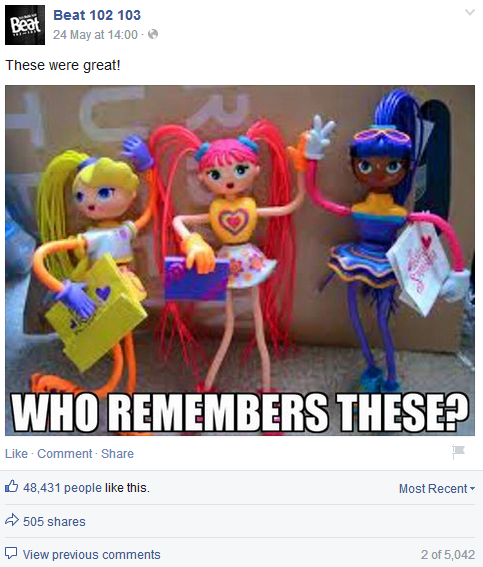 Beat
Beat 102 103
24 May at 14:00 ·
These were great!
WHO REMEMBERS THESE?
Like · Comment · Share
48,431 people like this.
Most Recent
505 shares
View previous comments
2 of 5,042